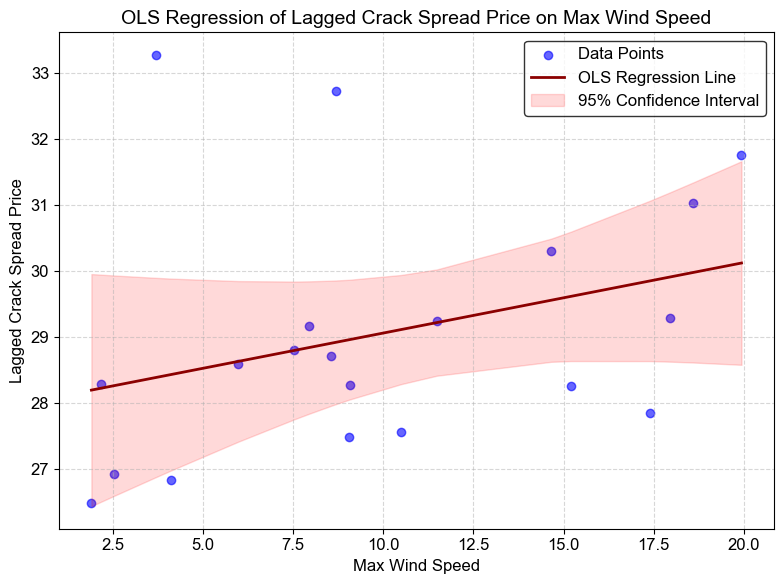 OLS Regression of Lagged Crack Spread Price on Max Wind Speed
Data Points
OLS Regression Line
95% Confidence Interval
33
32
31
30
29
28
27
Lagged Crack Spread Price
2.5 5.0 7.5 10.0 12.5 15.0 17.5 20.0
Max Wind Speed